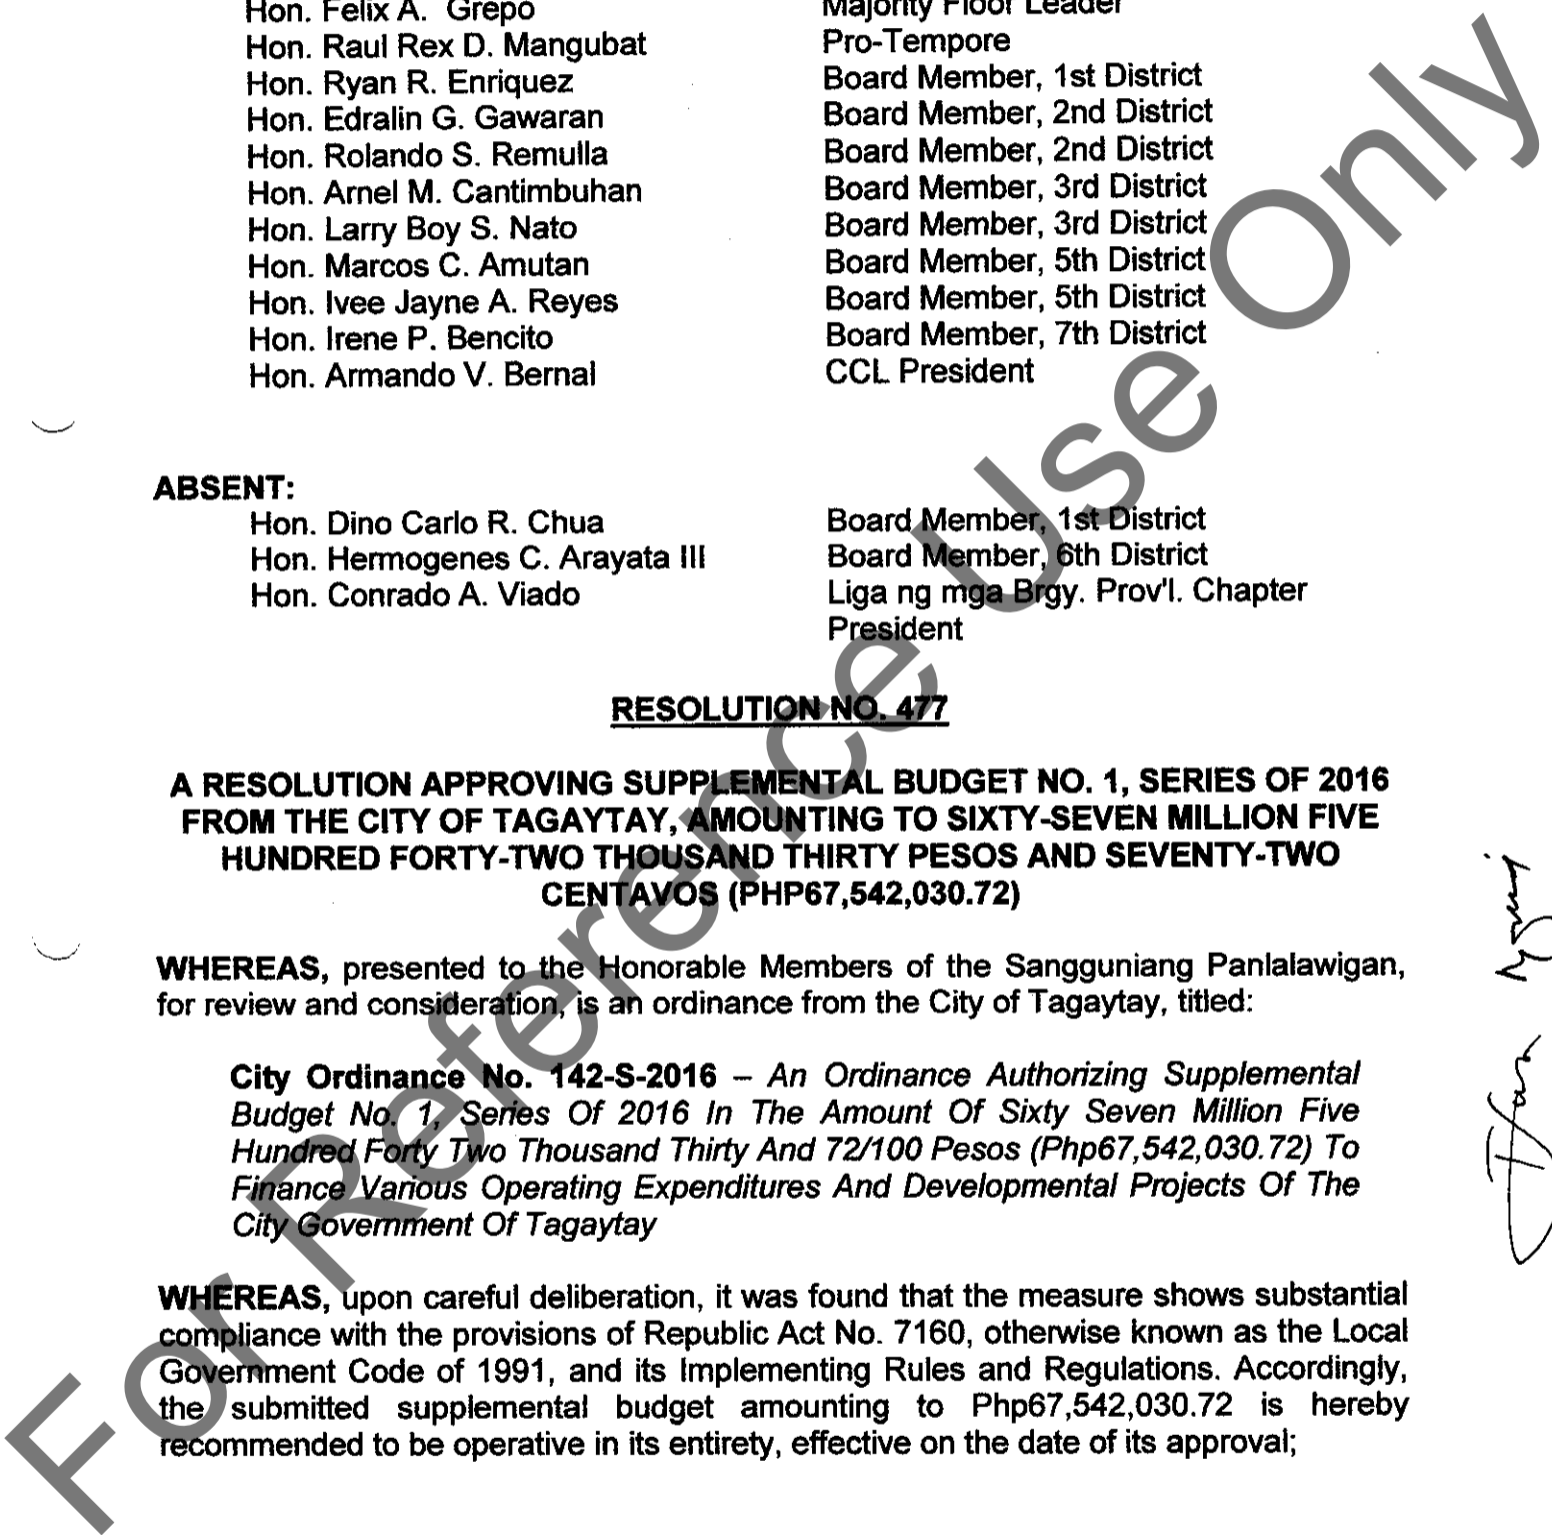 Hon. Felix A. Grepo Majority Floor Leader
Hon. Raul Rex D. Mangubat Pro-Tempore
Hon. Ryan R. Enriquez Board Member, 1st District
Hon. Edralin G. Gawaran Board Member, 2nd District
Hon. Rolando S. Remulla Board Member, 2nd District
Hon. Arnel M. Cantimbuhan Board Member, 3rd District
Hon. Larry Boy S. Nato Board Member, 3rd District
Hon. Marcos C. Amutan Board Member, 5th District
Hon. Ivee Jayne A. Reyes Board Member, 5th District
Hon. Irene P. Bencito Board Member, 7th District
Hon. Armando V. Bernal CCL President
ABSENT:
Hon. Dino Carlo R. Chua Board Member, 1st District
Hon. Hermogenes C. Arayata III Board Member, 6th District
Hon. Conrado A. Viado Liga ng mga Brgy. Prov'l. Chapter
President
RESOLUTION NO. 477
A RESOLUTION APPROVING SUPPLEMENTAL BUDGET NO. 1, SERIES OF 2016
FROM THE CITY OF TAGAYTAY, AMOUNTING TO SIXTY-SEVEN MILLION FIVE
HUNDRED FORTY-TWO THOUSAND THIRTY PESOS AND SEVENTY-TWO
CENTAVOS (PHP67,542,030.72)
WHEREAS, presented to the Honorable Members of the Sangguniang Panlalawigan,
for review and consideration, is an ordinance from the City of Tagaytay, titled:
City Ordinance No. 142-S-2016 – An Ordinance Authorizing Supplemental
Budget No. 1, Series Of 2016 In The Amount Of Sixty Seven Million Five
Hundred Forty Two Thousand Thirty And 72/100 Pesos (Php67,542,030.72) To
Finance Various Operating Expenditures And Developmental Projects Of The
City Government Of Tagaytay
WHEREAS, upon careful deliberation, it was found that the measure shows substantial
compliance with the provisions of Republic Act No. 7160, otherwise known as the Local
Government Code of 1991, and its Implementing Rules and Regulations. Accordingly,
the submitted supplemental budget amounting to Php67,542,030.72 is hereby
recommended to be operative in its entirety, effective on the date of its approval;
For Reference Use Only